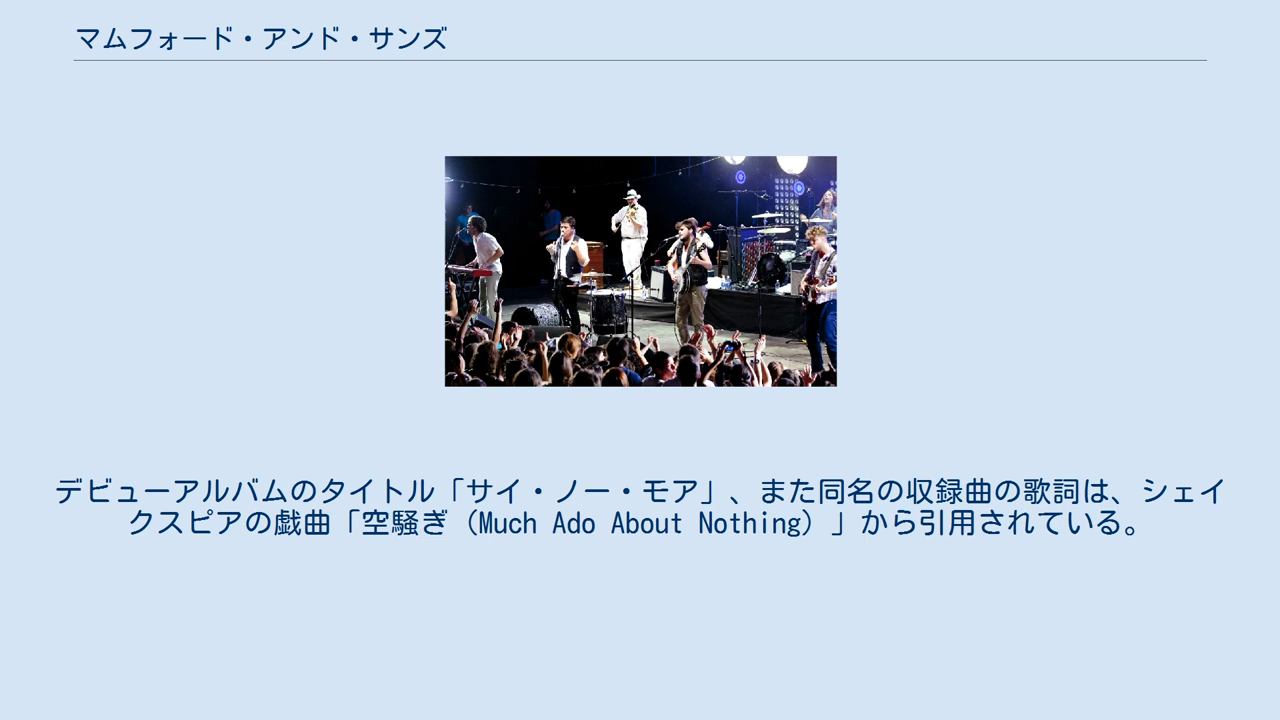 マムフォード・アンド・サンズ
デビューアルバムのタイトル「サイ・ノー・モア」、また同名の収録曲の歌詞は、シェイ
クスピアの戯曲「空騒ぎ（Much Ado About Nothing）」から引用されている。